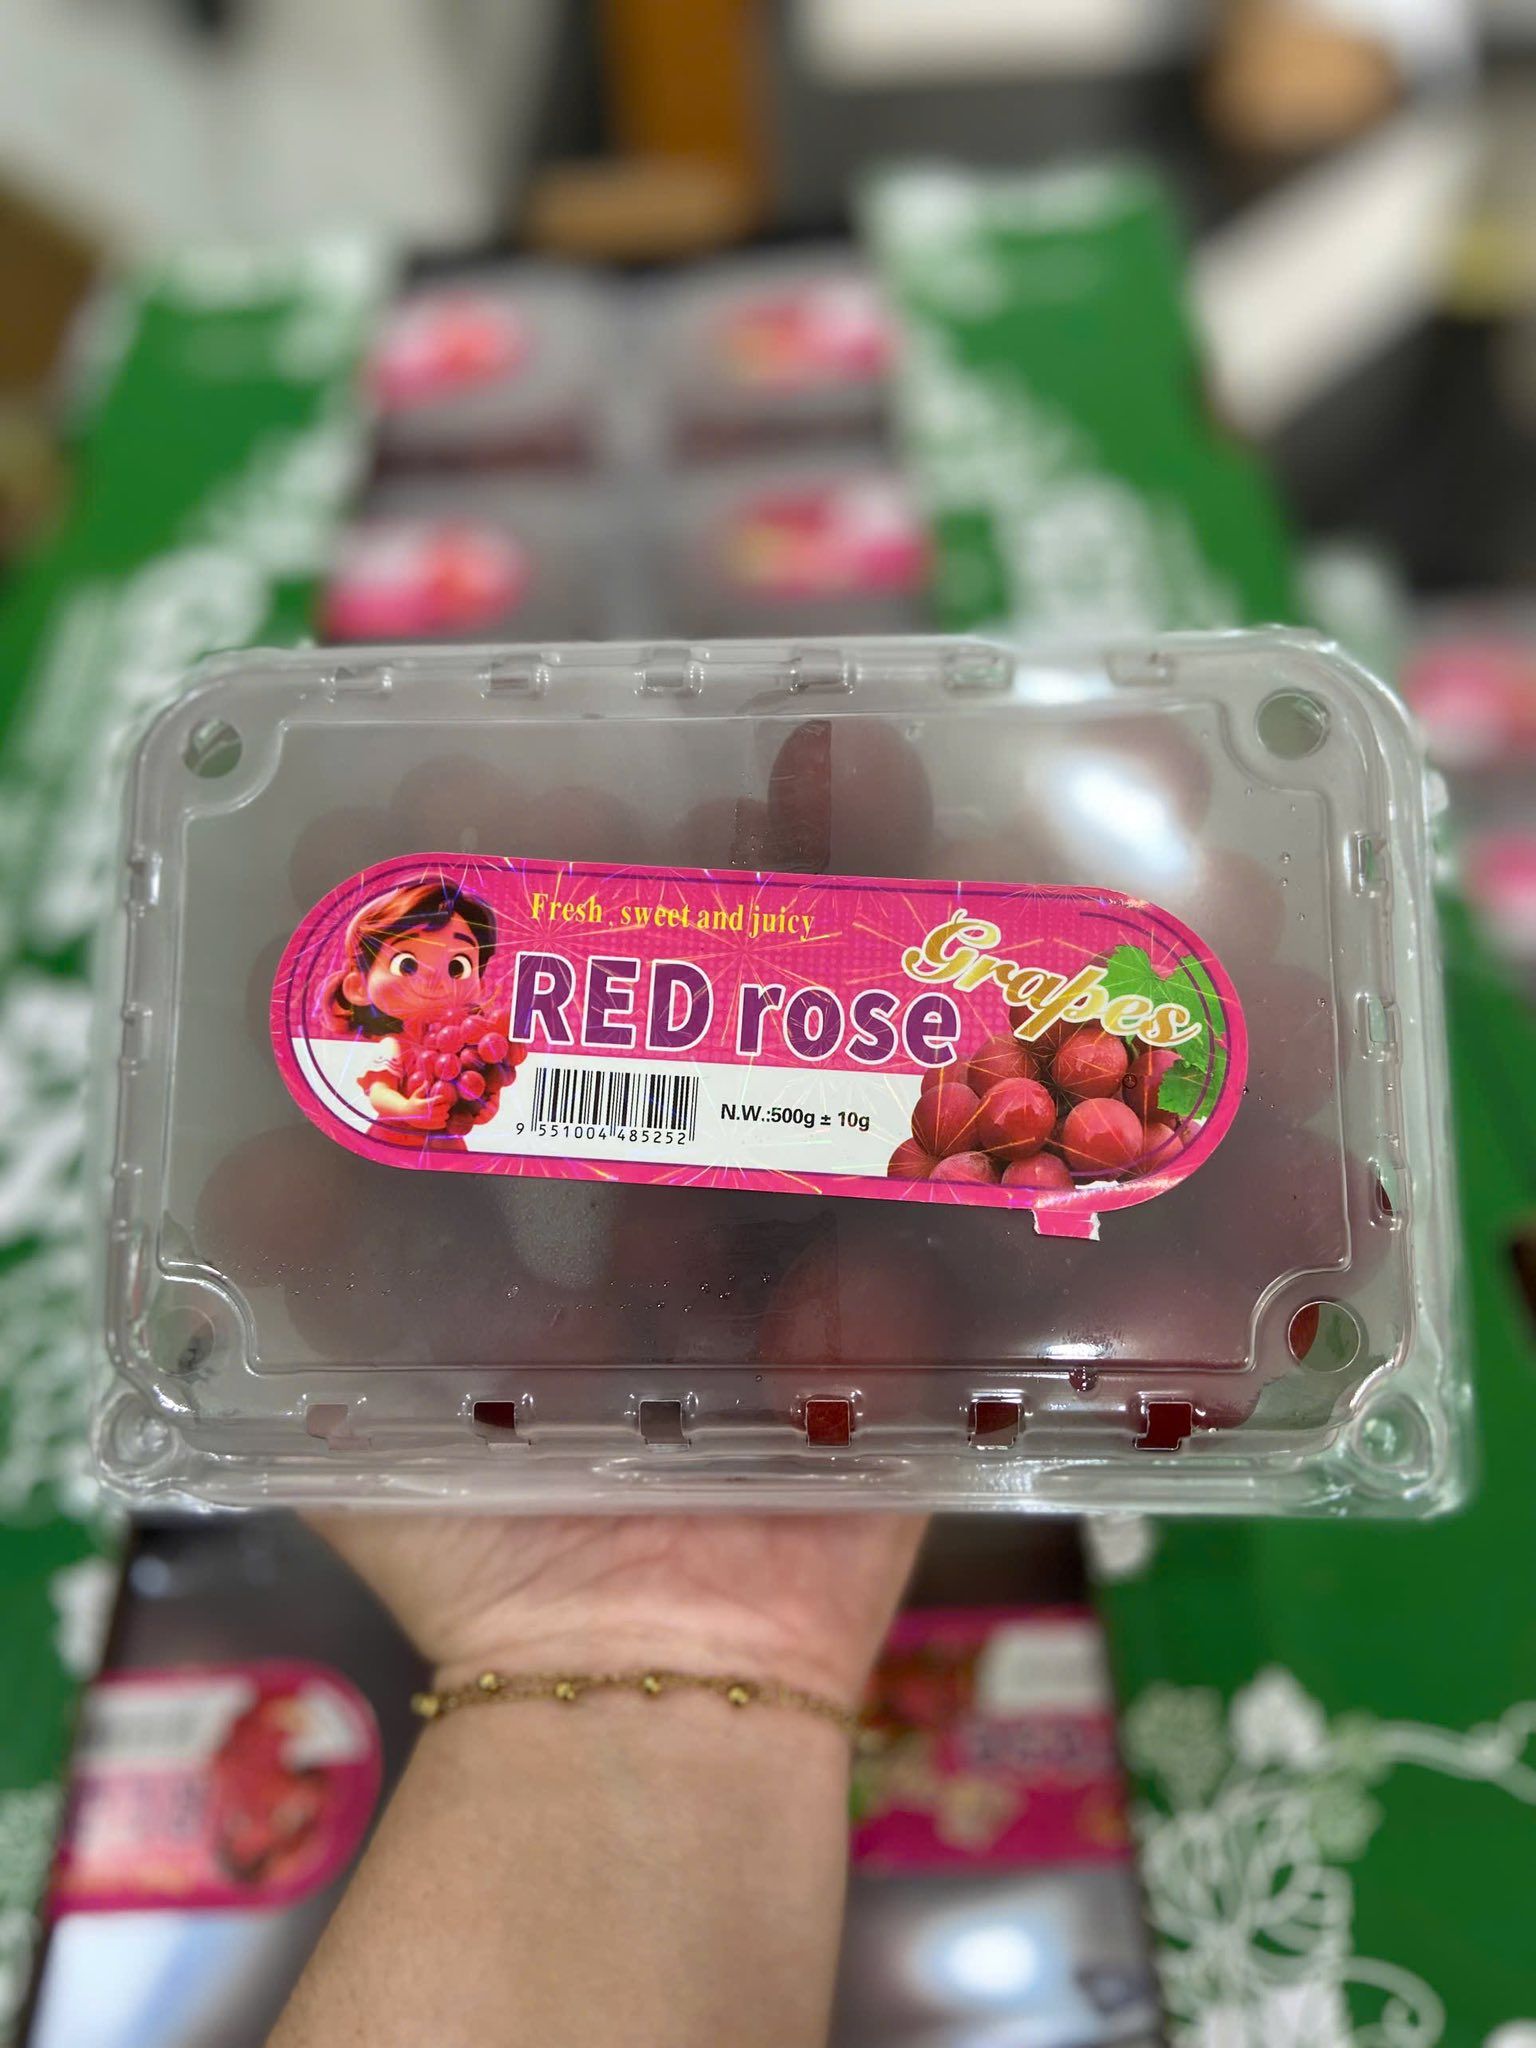 Fresh, sweet and juicy
RED rose
Grapes
N.W.:500g ± 10g
9 551004 485252